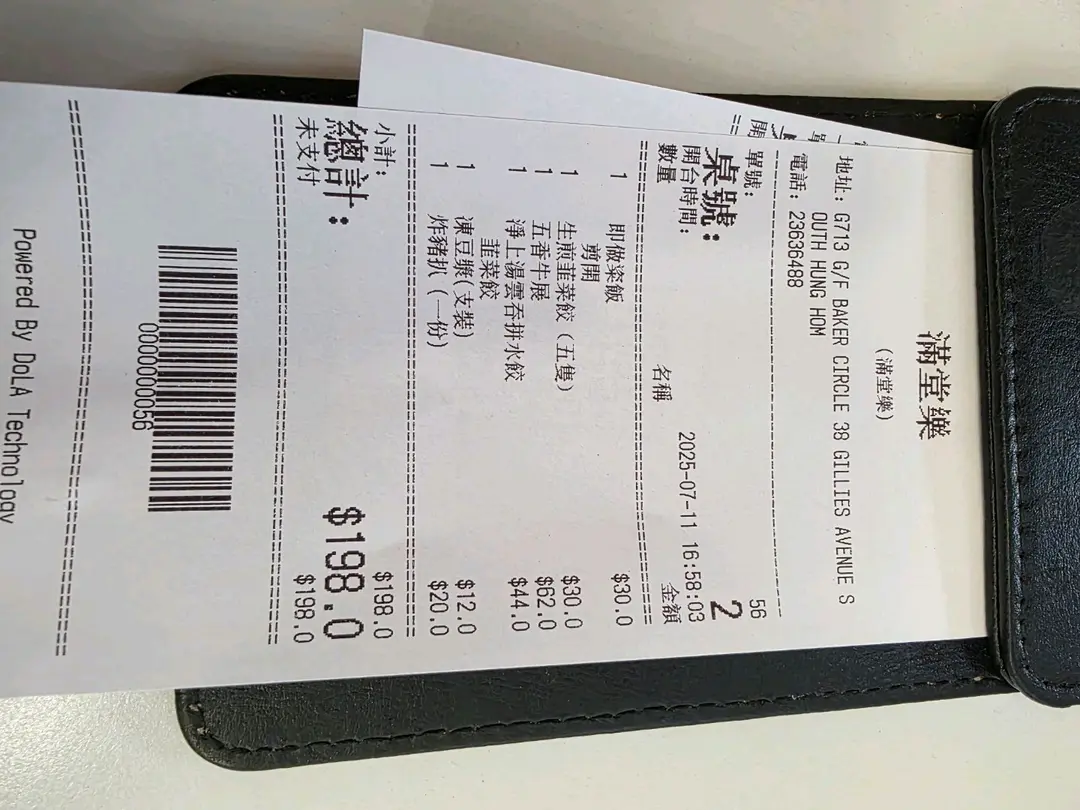 滿堂樂
(滿堂樂)
地址: G713 G/F BAKER CIRCLE 38 GILLIES AVENUE S
OUTH HUNG HOM
電話: 23636488
單號: 56
桌號: 2
開台時間: 2025-07-11 16:58:03
數量 名稱 金額
1 即做粢飯 $30.0
剪開
1 生煎韭菜餃 (五隻) $30.0
1 五香牛展 $62.0
1 淨上湯雲吞拼水餃 $44.0
韭菜餃
1 凍豆漿(支裝) $12.0
1 炸豬扒 (一份) $20.0
小計: $198.0
總計: $198.0
未支付 $198.0
0000000056
Powered By DoLA Technology